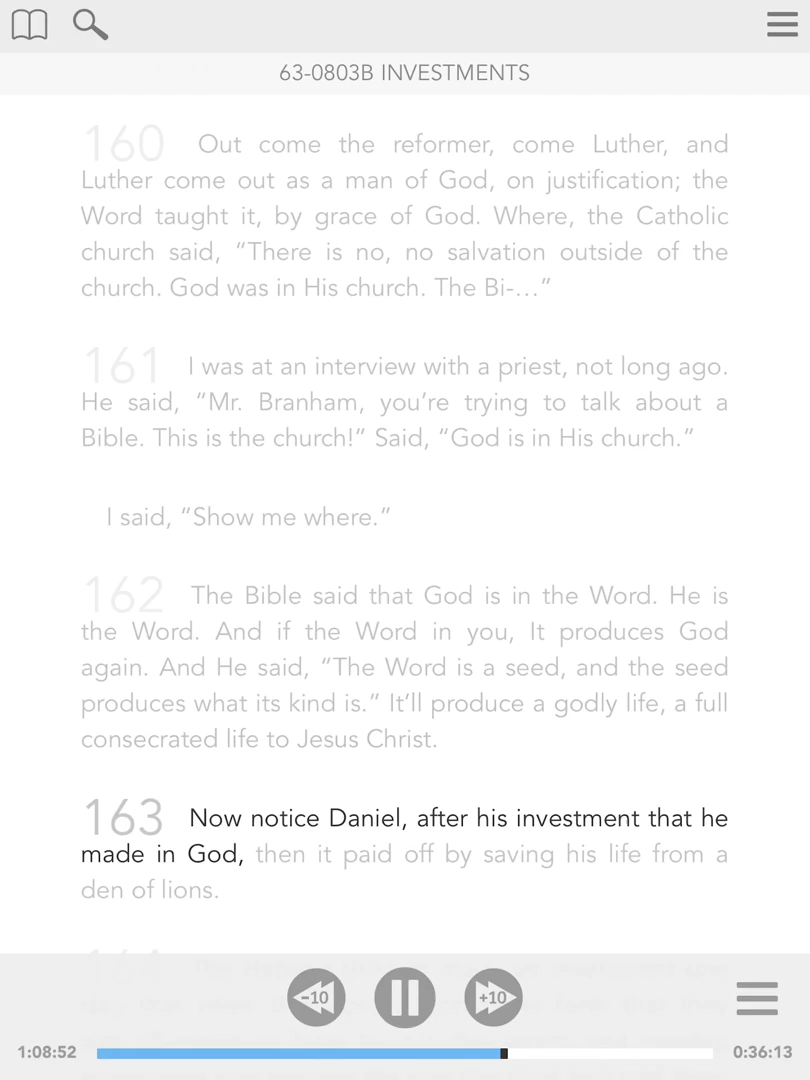 63-0803B INVESTMENTS
160 Out come the reformer, come Luther, and
Luther come out as a man of God, on justification; the
Word taught it, by grace of God. Where, the Catholic
church said, “There is no, no salvation outside of the
church. God was in His church. The Bi-…”
161 I was at an interview with a priest, not long ago.
He said, “Mr. Branham, you’re trying to talk about a
Bible. This is the church!” Said, “God is in His church.”
I said, “Show me where.”
162 The Bible said that God is in the Word. He is
the Word. And if the Word in you, It produces God
again. And He said, “The Word is a seed, and the seed
produces what its kind is.” It’ll produce a godly life, a full
consecrated life to Jesus Christ.
163 Now notice Daniel, after his investment that he
made in God, then it paid off by saving his life from a
den of lions.
-10 +10
1:08:52 0:36:13